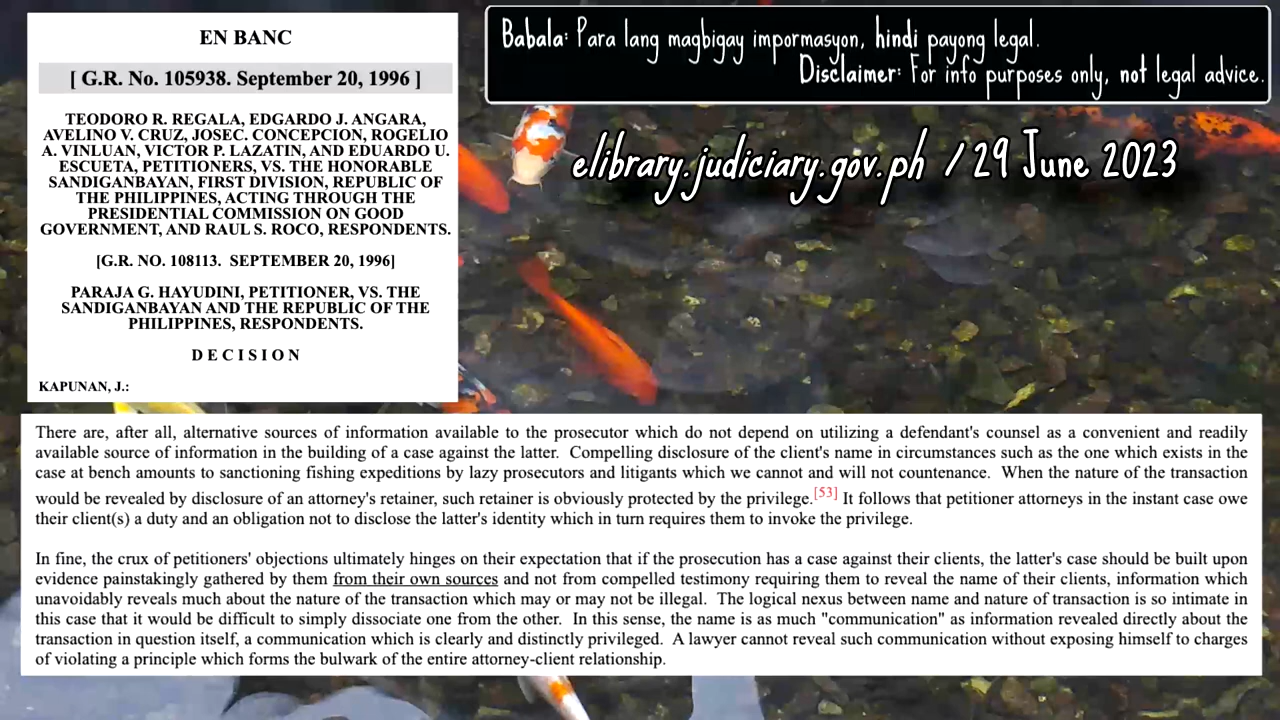 EN BANC
[ G.R. No. 105938. September 20, 1996 ]
TEODORO R. REGALA, EDGARDO J. ANGARA,
AVELINO V. CRUZ, JOSEC. CONCEPCION, ROGELIO
A. VINLUAN, VICTOR P. LAZATIN, AND EDUARDO U.
ESCUETA, PETITIONERS, VS. THE HONORABLE
SANDIGANBAYAN, FIRST DIVISION, REPUBLIC OF
THE PHILIPPINES, ACTING THROUGH THE
PRESIDENTIAL COMMISSION ON GOOD
GOVERNMENT, AND RAUL S. ROCO, RESPONDENTS.
[G.R. NO. 108113. SEPTEMBER 20, 1996]
PARAJA G. HAYUDINI, PETITIONER, VS. THE
SANDIGANBAYAN AND THE REPUBLIC OF THE
PHILIPPINES, RESPONDENTS.
D E C I S I O N
KAPUNAN, J.:
Babala: Para lang magbigay impormasyon, hindi payong legal.
Disclaimer: For info purposes only, not legal advice.
elibrary.judiciary.gov.ph / 29 June 2023
There are, after all, alternative sources of information available to the prosecutor which do not depend on utilizing a defendant's counsel as a convenient and readily
available source of information in the building of a case against the latter. Compelling disclosure of the client's name in circumstances such as the one which exists in the
case at bench amounts to sanctioning fishing expeditions by lazy prosecutors and litigants which we cannot and will not countenance. When the nature of the transaction
would be revealed by disclosure of an attorney's retainer, such retainer is obviously protected by the privilege.[53] It follows that petitioner attorneys in the instant case owe
their client(s) a duty and an obligation not to disclose the latter's identity which in turn requires them to invoke the privilege.
In fine, the crux of petitioners' objections ultimately hinges on their expectation that if the prosecution has a case against their clients, the latter's case should be built upon
evidence painstakingly gathered by them from their own sources and not from compelled testimony requiring them to reveal the name of their clients, information which
unavoidably reveals much about the nature of the transaction which may or may not be illegal. The logical nexus between name and nature of transaction is so intimate in
this case that it would be difficult to simply dissociate one from the other. In this sense, the name is as much "communication" as information revealed directly about the
transaction in question itself, a communication which is clearly and distinctly privileged. A lawyer cannot reveal such communication without exposing himself to charges
of violating a principle which forms the bulwark of the entire attorney-client relationship.